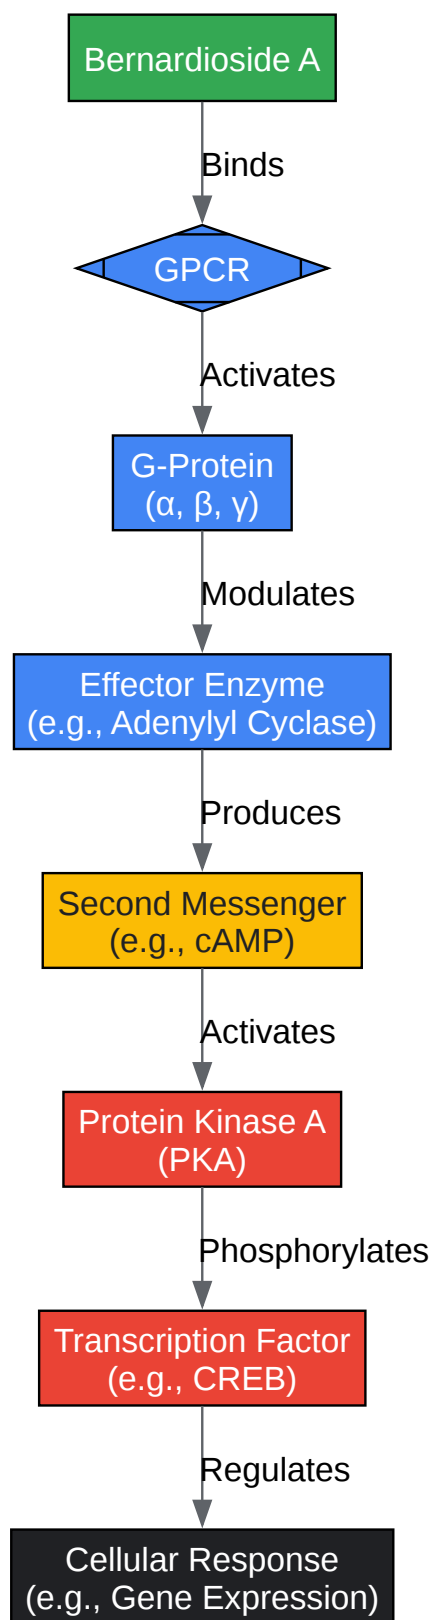 Bernardioside A
Binds
GPCR
Activates
G-Protein
(α, β, γ)
Modulates
Effector Enzyme
(e.g., Adenylyl Cyclase)
Produces
Second Messenger
(e.g., cAMP)
Activates
Protein Kinase A
(PKA)
Phosphorylates
Transcription Factor
(e.g., CREB)
Regulates
Cellular Response
(e.g., Gene Expression)